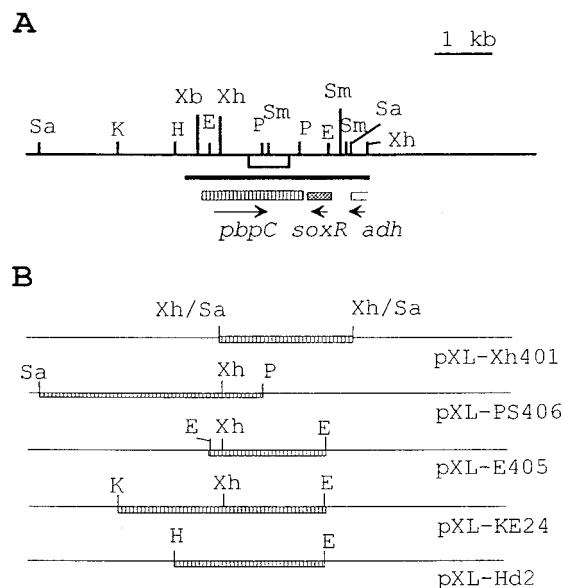 A
1 kb
Xb Xh Sm Sa
Sa K H E P Sm P E Sm Xh
pbpC soxR adh
B
Xh/Sa Xh/Sa
pXL-Xh401
Sa Xh P
pXL-PS406
E Xh E
pXL-E405
K Xh E
pXL-KE24
H E
pXL-Hd2